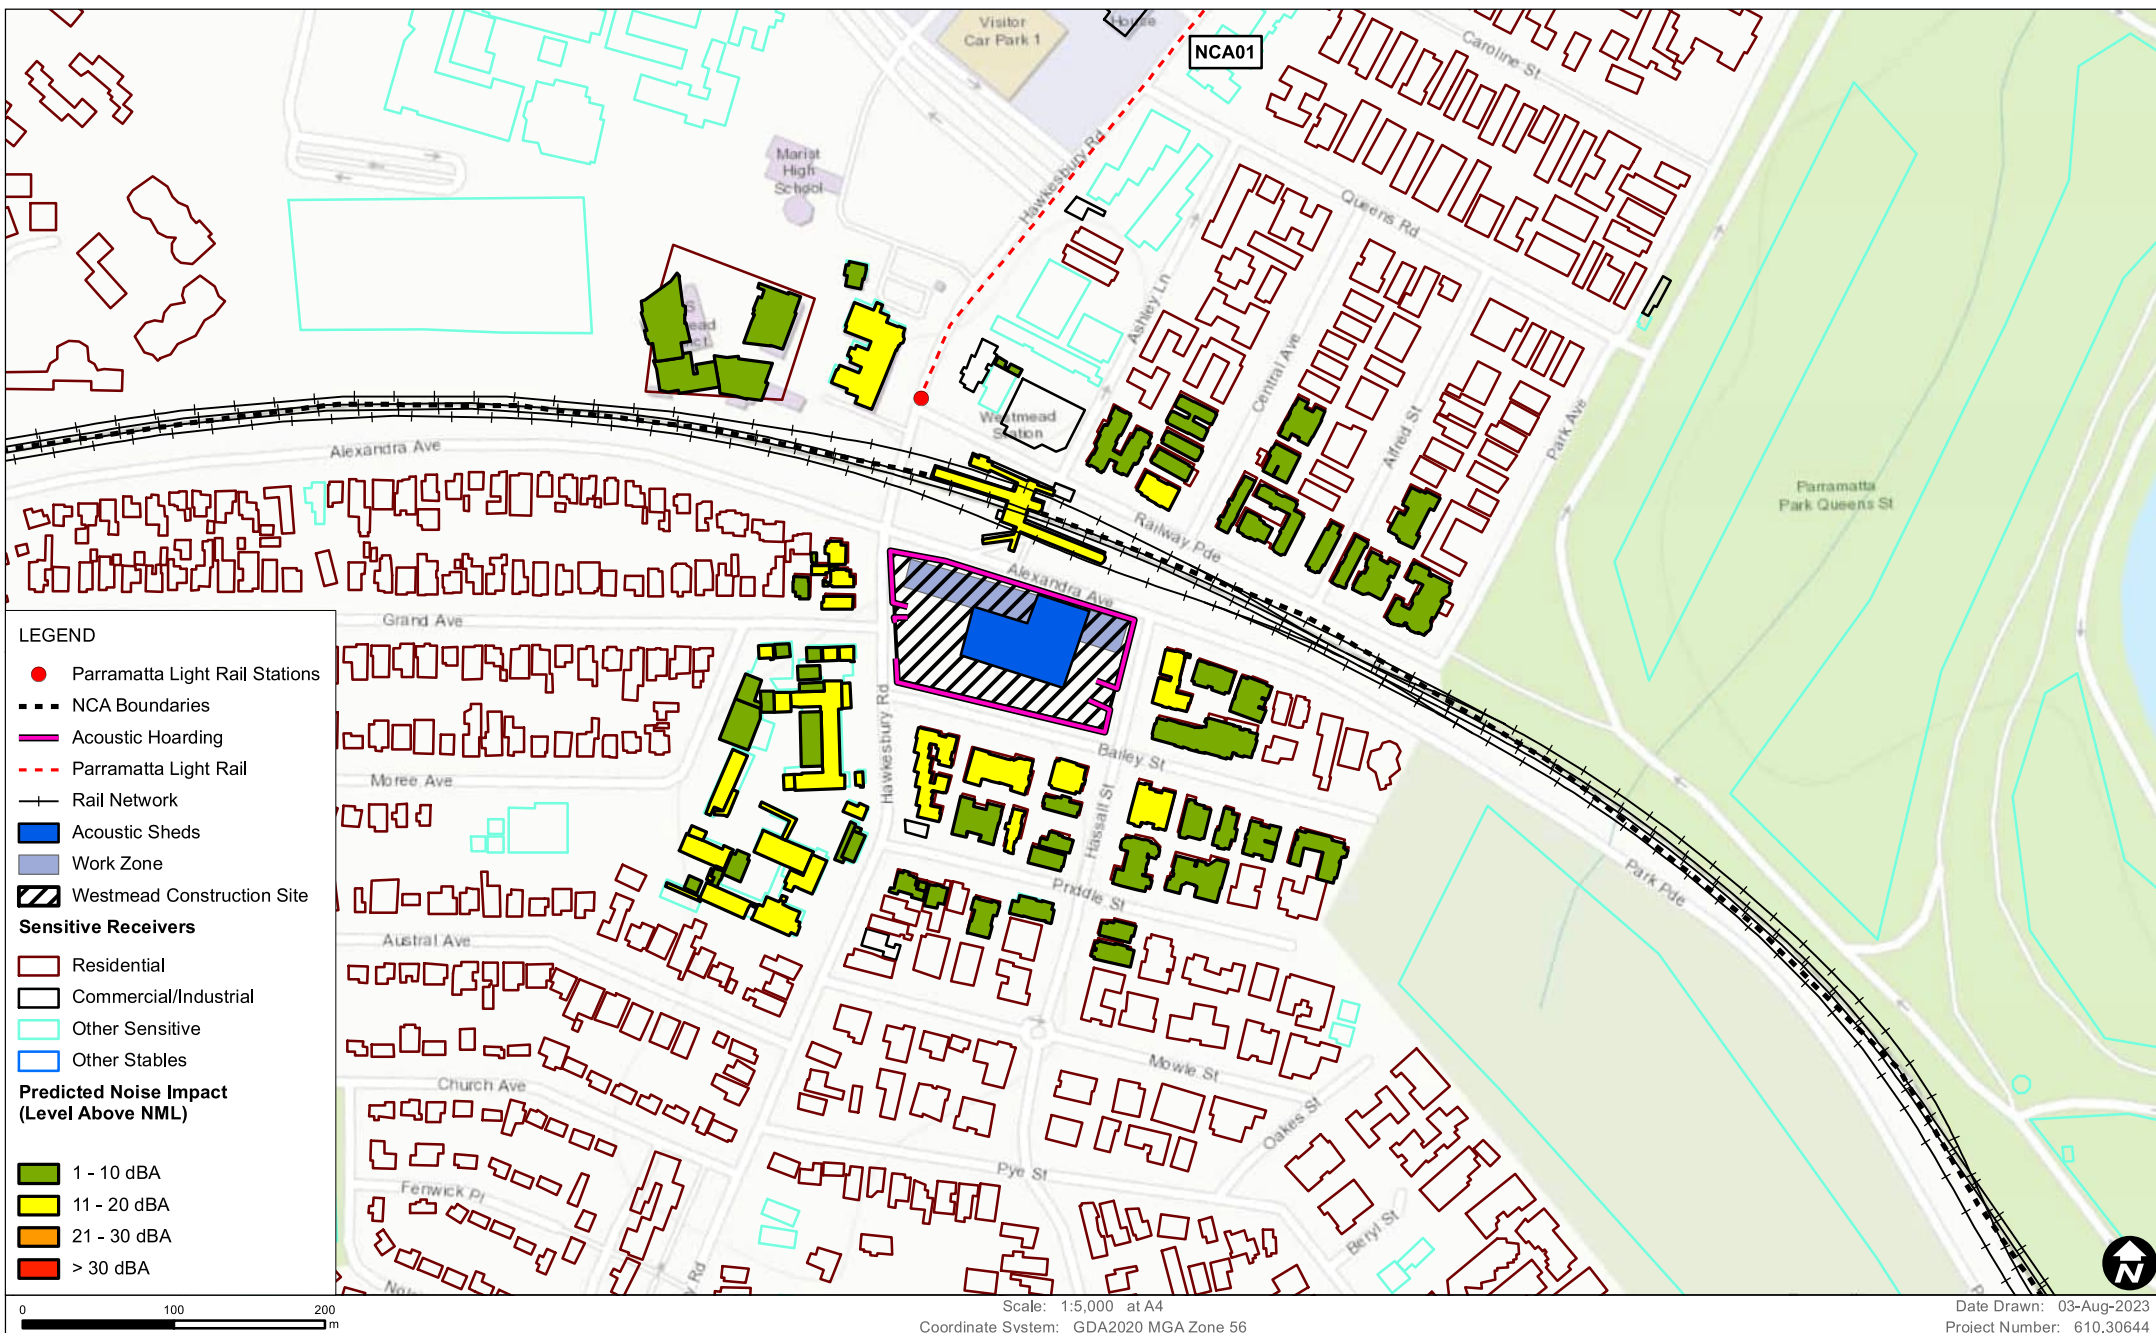 Visitor
Car Park 1
House
NCA01
Caroline St
Marist
High
School
Hawkesbury Rd
Queens Rd
Ashley Ln
Central Ave
Alfred St
Park Ave
Westmead
Station
Parramatta
Park Queens St
Alexandra Ave
Railway Pde
Alexandra Ave
Grand Ave
Hawkesbury Rd
Bailey St
Moree Ave
Hassall St
Priddle St
Park Pde
Austral Ave
Mowle St
Church Ave
Oakes St
Pye St
Fenwick Pl
Beryl St
LEGEND
Parramatta Light Rail Stations
NCA Boundaries
Acoustic Hoarding
Parramatta Light Rail
Rail Network
Acoustic Sheds
Work Zone
Westmead Construction Site
Sensitive Receivers
Residential
Commercial/Industrial
Other Sensitive
Other Stables
Predicted Noise Impact
(Level Above NML)
1 - 10 dBA
11 - 20 dBA
21 - 30 dBA
> 30 dBA
N
0 100 200
m
Scale: 1:5,000 at A4
Coordinate System: GDA2020 MGA Zone 56
Date Drawn: 03-Aug-2023
Project Number: 610.30644